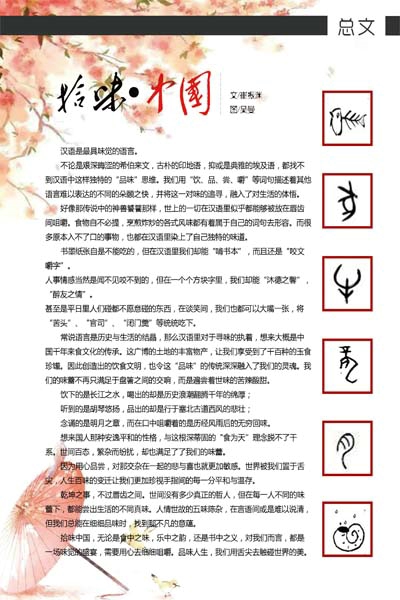 总文
拾味·中國
汉语是最具味觉的语言。
不论是艰深晦涩的希伯来文，古朴的印地语，抑或是典雅的埃及语，都找不
到汉语中这样独特的“品味”思维。我们用“饮、品、尝、嚼”等词句描述着其他
语言难以表达的不同的朵颐之快，并将这一对味的追寻，融入了对生活的体悟。
好像那传说中的神兽饕餮那样，世上的一切在汉语里似乎都能够被放在唇齿
间咀嚼。食物自不必提，烹煎炸炒的各式风味都有着属于自己的词句去形容。而很
多原本入不了口的事物，也都在汉语里染上了自己独特的味道。
书墨纸张自是不能吃的，但在汉语里我们却能“啃书本”，而且还是“咬文
嚼字”。
人事情感当然是闻不见咬不到的，但在一个个方块字里，我们却能“沐德之馨”，
“醉友之情”。
甚至是平日里人们碰都不愿意碰的东西，在谈笑间，我们也都可以大嘴一张，将
“苦头”、“官司”、“闭门羹”等统统吃下。
常说语言是历史与生活的结晶，那么汉语里对于寻味的执着，想来大概是中
国千年来食文化的传承。这广博的土地的丰富物产，让我们享受到了千百种的玉食
珍馐。因此创造出的饮食文明，也令这“品味”的传统深深融入了我们的灵魂。我
们的味蕾不再只满足于盘箸之间的交响，而是遍尝着世味的苦辣酸甜。
饮下的是长江之水，喝出的却是历史浪潮翻腾千年的绵厚；
听到的是胡琴悠扬，品出的却是行于塞北古道西风的悲壮；
念诵的是明月之章，而在口中咀嚼着的是历经风雨后的无穷回味。
想来国人那种安逸平和的性格，与这根深蒂固的“食为天”理念脱不了干
系。世间百态，繁杂而纷扰，却也满足了了我们的味蕾。
因为用心品尝，对那交杂在一起的悲与喜也就更加敏感。世界被我们置于舌
尖，人生百味的变迁让我们更加珍视手指间的每一分平和与温存。
乾坤之事，不过唇齿之间。世间没有多少真正的哲人，但在每一人不同的味
蕾下，都能尝出生活的不同真味。人情世故的五味陈杂，在言语间或是难以说清，
但我们总能在细细品味时，找到那不凡的意蕴。
拾味中国，无论是食中之味，乐中之韵，还是书中之义，对我们而言，都是
一场味觉的盛宴，需要用心去细细咀嚼。品味人生，我们用舌尖去触碰世界的美。